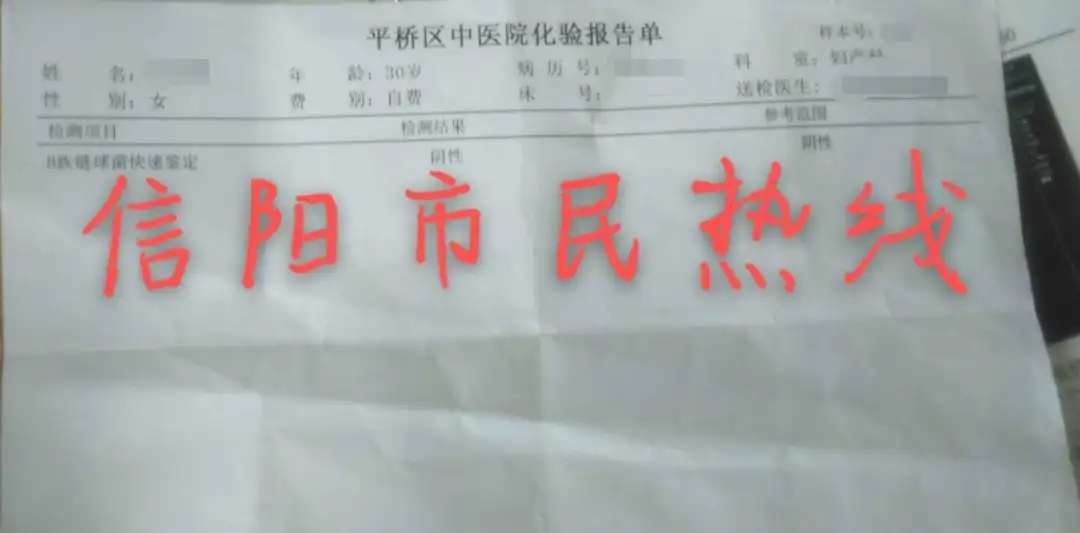 平桥区中医院化验报告单
样本号:
姓 名: 年 龄: 30岁 病 历 号: 科 室: 妇产科
性 别: 女 费 别: 自费 床 号: 送检医生:
检测项目 检测结果 参考范围
B族链球菌快速鉴定 阴性 阴性
信阳市民热线